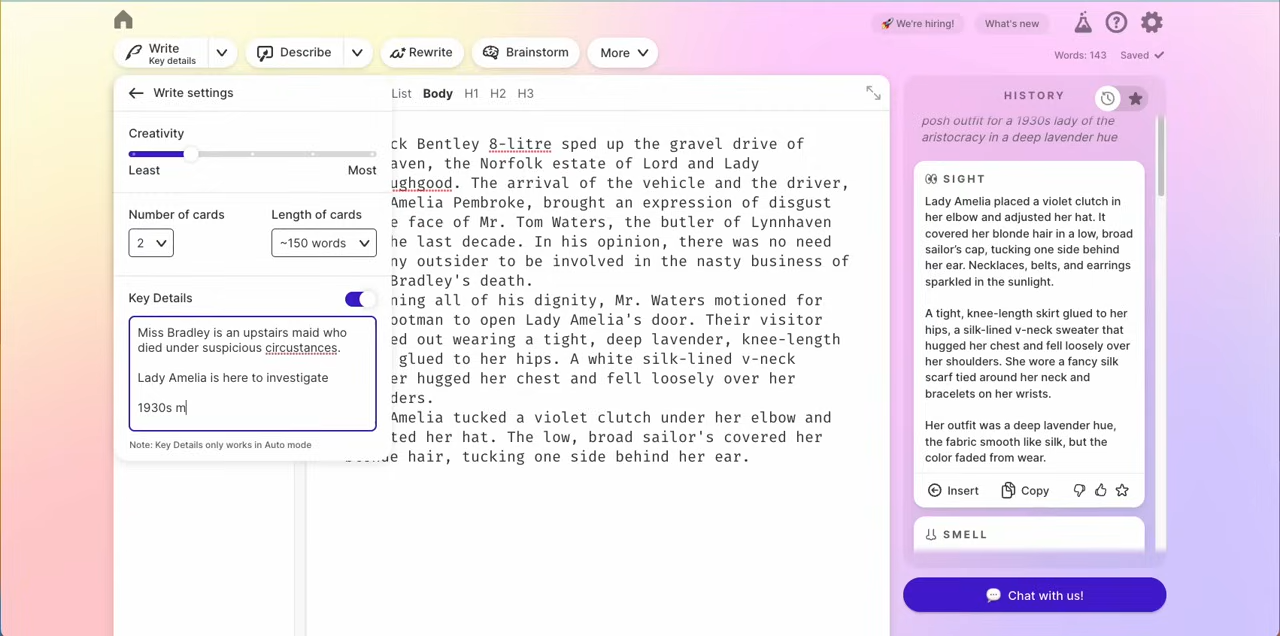 🚀 We're hiring!
What's new
Write
Key details
Describe
Rewrite
Brainstorm
More
Words: 143
Saved
Write settings
Creativity
Least
Most
Number of cards
Length of cards
2
~150 words
Key Details
Miss Bradley is an upstairs maid who
died under suspicious circustances.
Lady Amelia is here to investigate
1930s m
Note: Key Details only works in Auto mode
List Body H1 H2 H3
ck Bentley 8-litre sped up the gravel drive of
aven, the Norfolk estate of Lord and Lady
ughgood. The arrival of the vehicle and the driver,
Amelia Pembroke, brought an expression of disgust
e face of Mr. Tom Waters, the butler of Lynnhaven
he last decade. In his opinion, there was no need
ny outsider to be involved in the nasty business of
Bradley's death.
ning all of his dignity, Mr. Waters motioned for
ootman to open Lady Amelia's door. Their visitor
ed out wearing a tight, deep lavender, knee-length
glued to her hips. A white silk-lined v-neck
er hugged her chest and fell loosely over her
ders.
Amelia tucked a violet clutch under her elbow and
ted her hat. The low, broad sailor's covered her
blonde hair, tucking one side behind her ear.
HISTORY
posh outfit for a 1930s lady of the
aristocracy in a deep lavender hue
SIGHT
Lady Amelia placed a violet clutch in
her elbow and adjusted her hat. It
covered her blonde hair in a low, broad
sailor's cap, tucking one side behind
her ear. Necklaces, belts, and earrings
sparkled in the sunlight.
A tight, knee-length skirt glued to her
hips, a silk-lined v-neck sweater that
hugged her chest and fell loosely over
her shoulders. She wore a fancy silk
scarf tied around her neck and
bracelets on her wrists.
Her outfit was a deep lavender hue,
the fabric smooth like silk, but the
color faded from wear.
Insert
Copy
SMELL
💬 Chat with us!